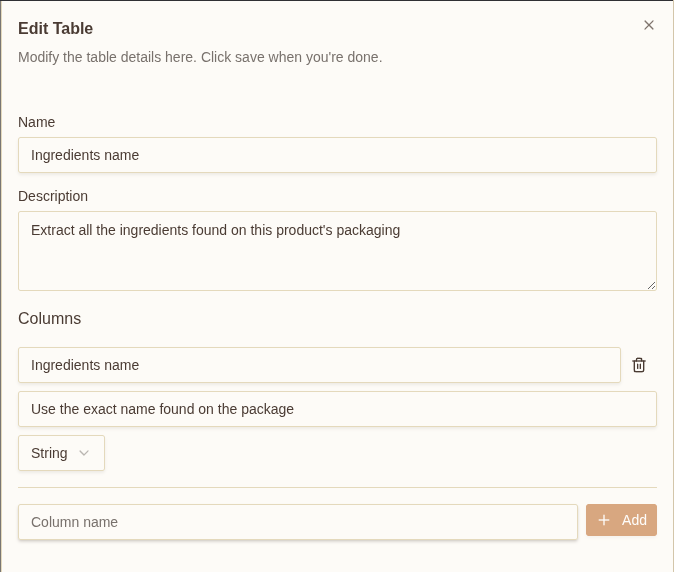 Edit Table
Modify the table details here. Click save when you're done.
Name
Ingredients name
Description
Extract all the ingredients found on this product's packaging
Columns
Ingredients name
Use the exact name found on the package
String
Column name
Add